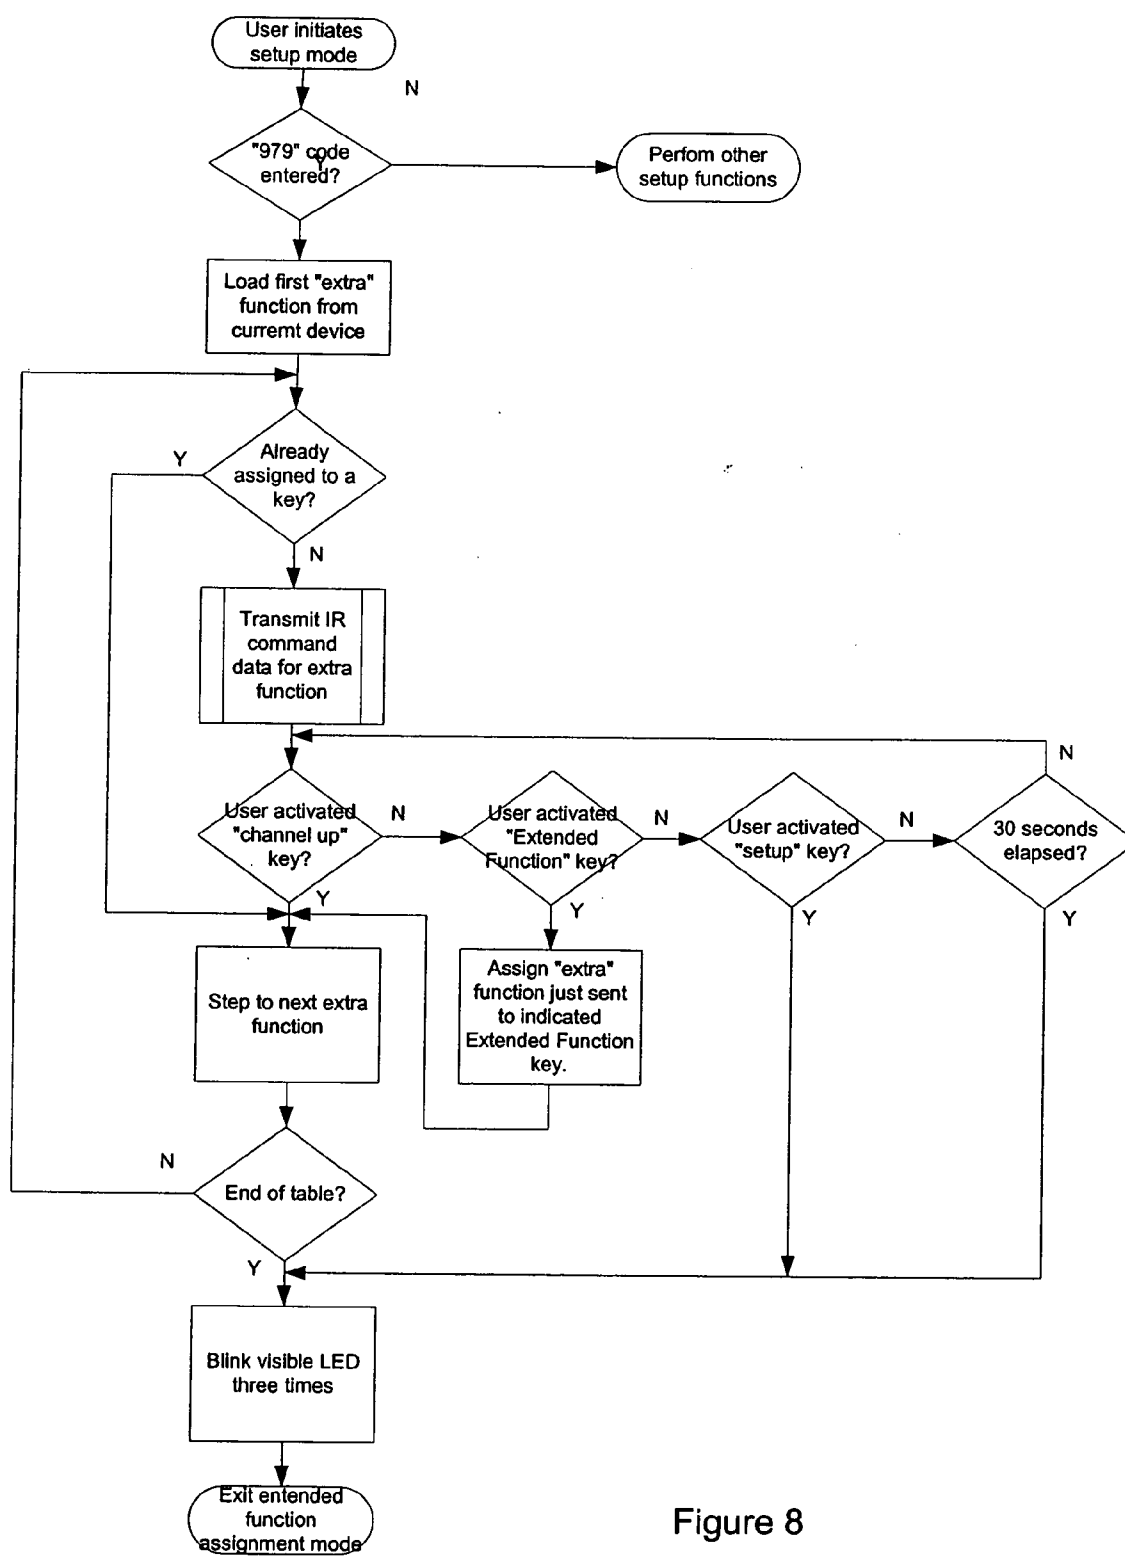 User initiates
setup mode
N
"979" code
Y
entered?
Perfom other
setup functions
Load first "extra"
function from
curremt device
Already
assigned to a
key?
Y
N
Transmit IR
command
data for extra
function
User activated
"channel up"
key?
N
User activated
"Extended
Function" key?
N
User activated
"setup" key?
N
30 seconds
elapsed?
N
Y
Y
Y
Y
Step to next extra
function
Assign "extra"
function just sent
to indicated
Extended Function
key.
N
End of table?
Y
Blink visible LED
three times
Exit entended
function
assignment mode
Figure 8